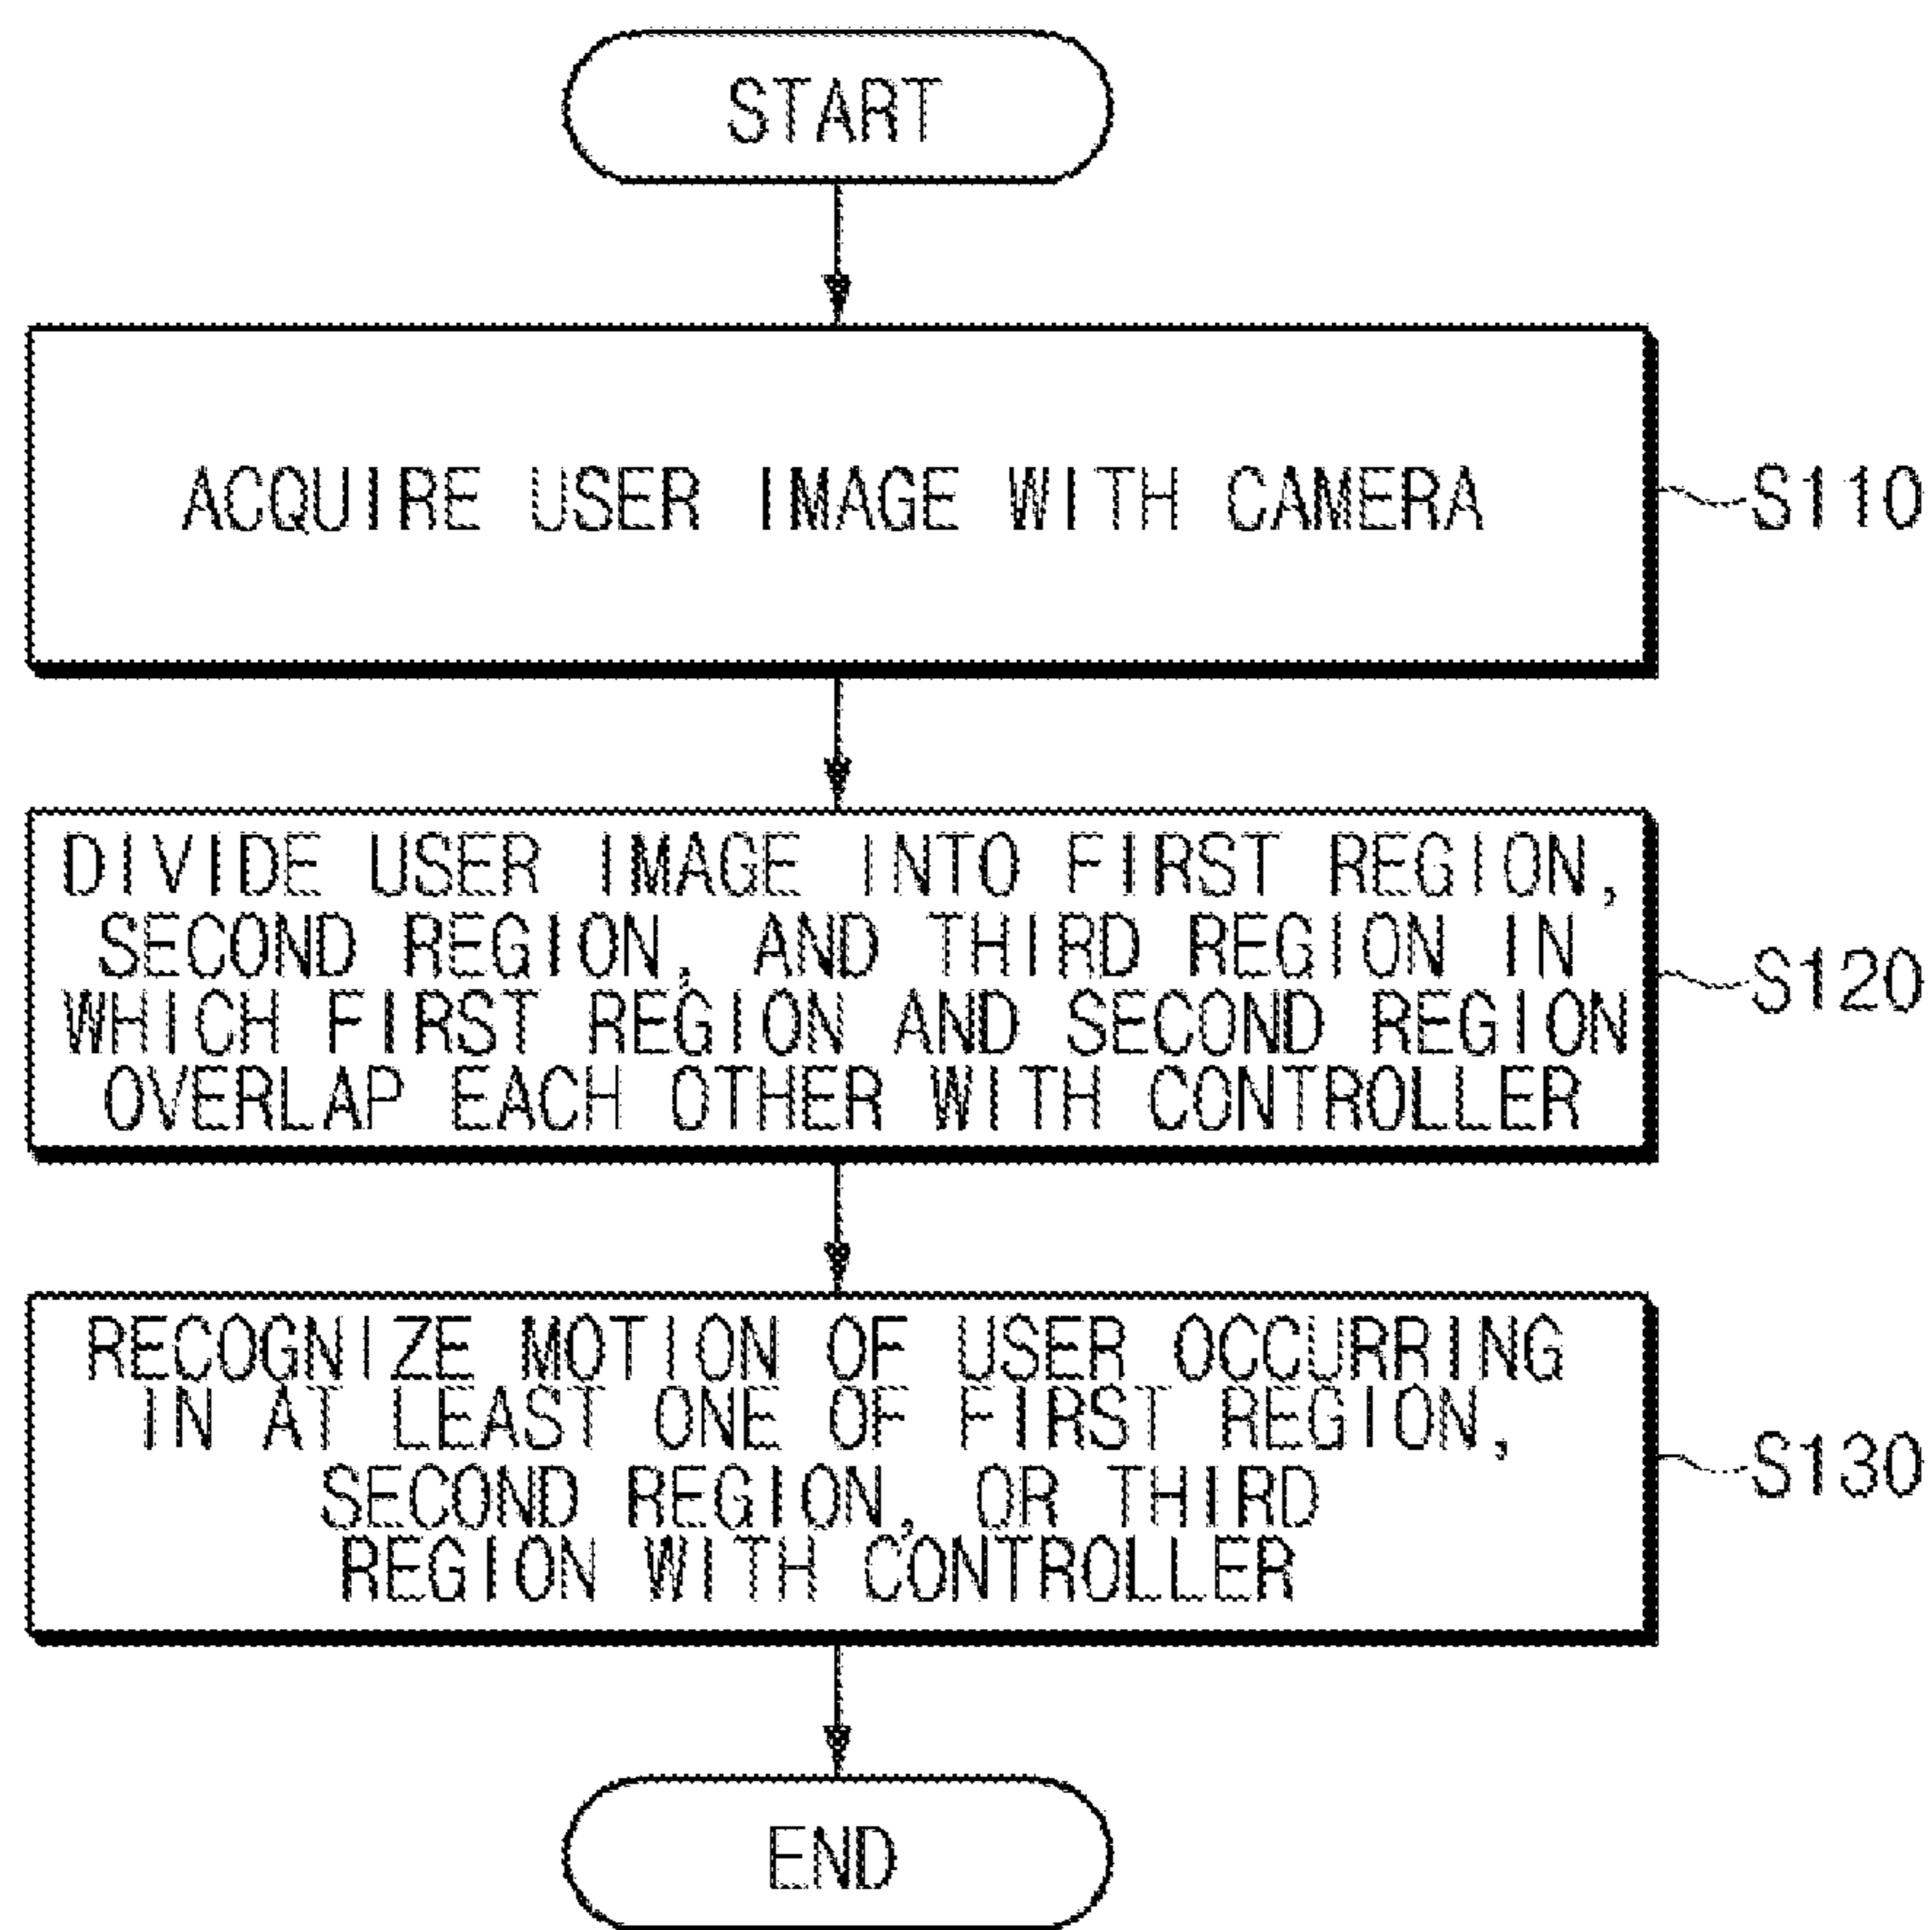 START
ACQUIRE USER IMAGE WITH CAMERA
S110
DIVIDE USER IMAGE INTO FIRST REGION,
SECOND REGION, AND THIRD REGION IN
WHICH FIRST REGION AND SECOND REGION
OVERLAP EACH OTHER WITH CONTROLLER
S120
RECOGNIZE MOTION OF USER OCCURRING
IN AT LEAST ONE OF FIRST REGION,
SECOND REGION, OR THIRD
REGION WITH CONTROLLER
S130
END